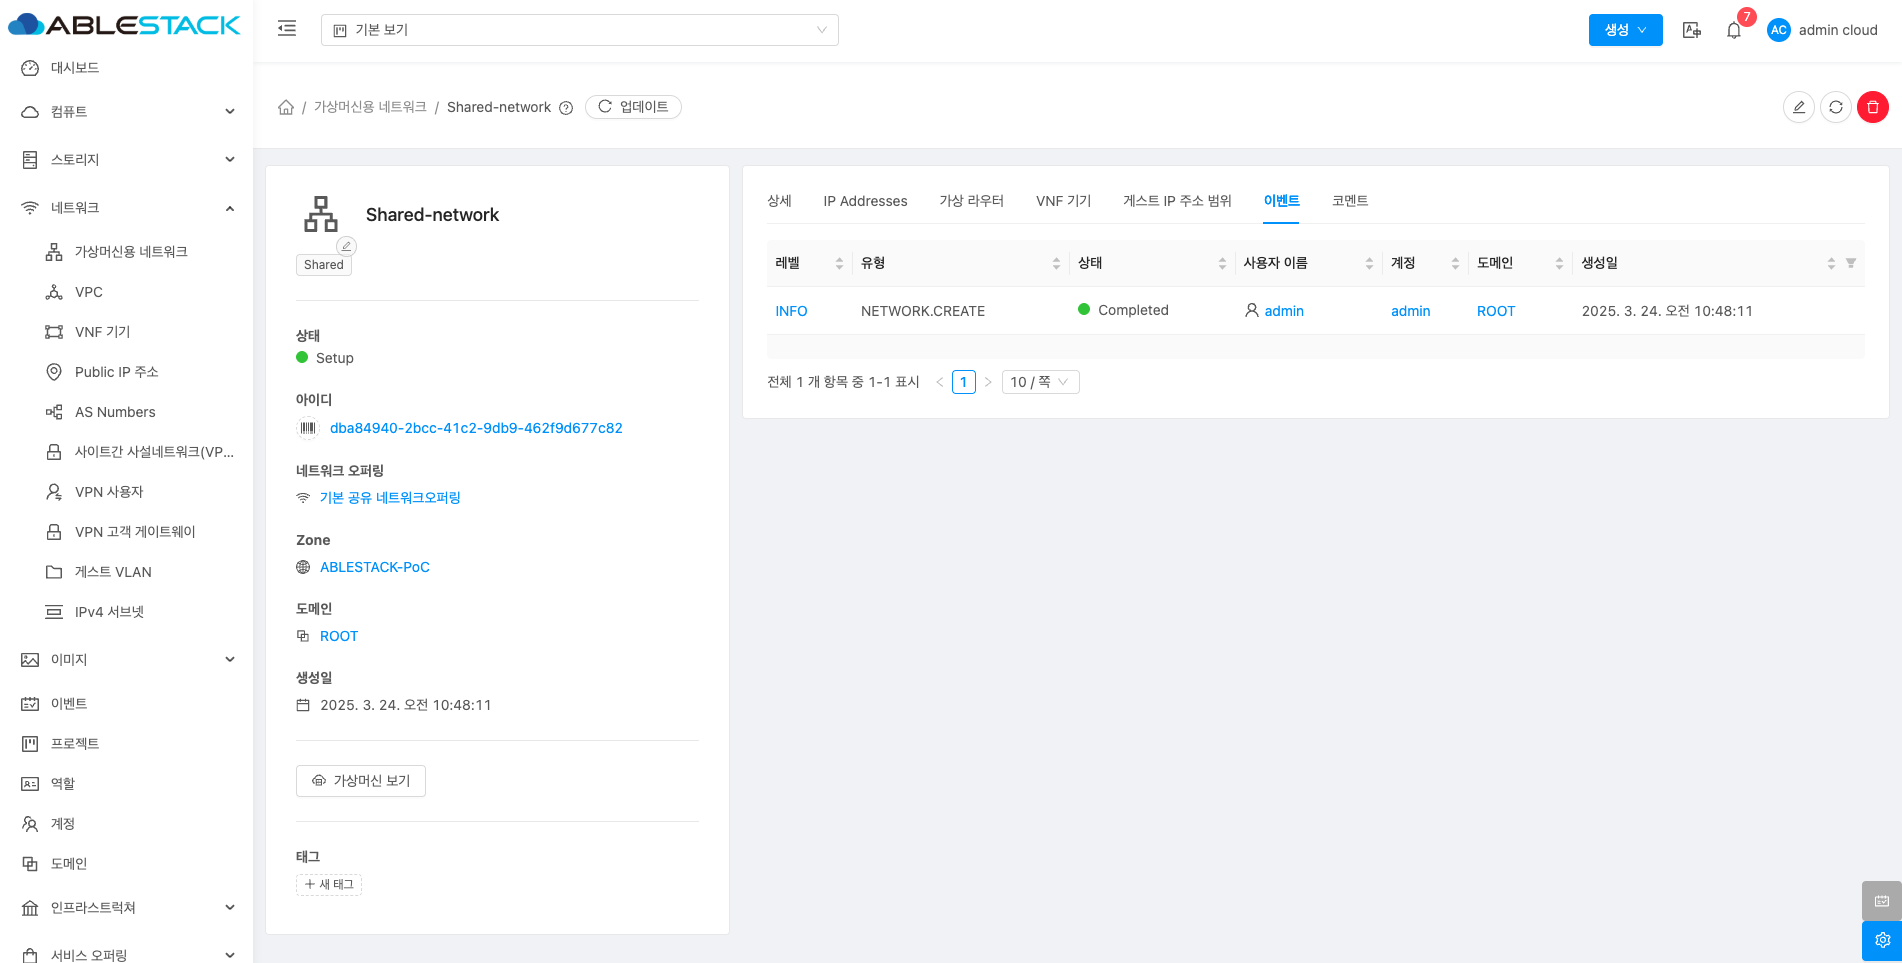 ABLESTACK
기본 보기
생성
7
AC
admin cloud
대시보드
컴퓨트
스토리지
네트워크
가상머신용 네트워크
VPC
VNF 기기
Public IP 주소
AS Numbers
사이트간 사설네트워크(VP...
VPN 사용자
VPN 고객 게이트웨이
게스트 VLAN
IPv4 서브넷
이미지
이벤트
프로젝트
역할
계정
도메인
인프라스트럭쳐
서비스 오퍼링
/ 가상머신용 네트워크 / Shared-network
업데이트
Shared-network
Shared
상태
Setup
아이디
dba84940-2bcc-41c2-9db9-462f9d677c82
네트워크 오퍼링
기본 공유 네트워크오퍼링
Zone
ABLESTACK-PoC
도메인
ROOT
생성일
2025. 3. 24. 오전 10:48:11
가상머신 보기
태그
+ 새 태그
상세 IP Addresses 가상 라우터 VNF 기기 게스트 IP 주소 범위 이벤트 코멘트
레벨 유형 상태 사용자 이름 계정 도메인 생성일
INFO NETWORK.CREATE Completed admin admin ROOT 2025. 3. 24. 오전 10:48:11
전체 1 개 항목 중 1-1 표시 < 1 > 10 / 쪽